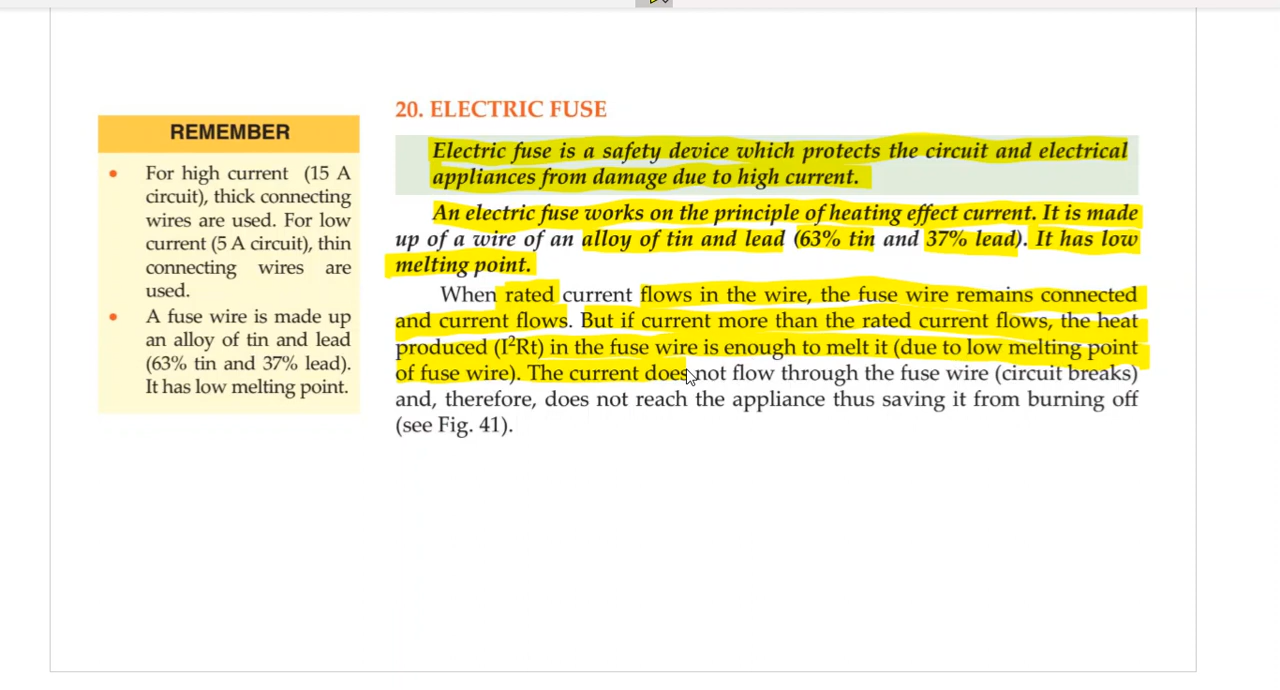 20. ELECTRIC FUSE
Electric fuse is a safety device which protects the circuit and electrical
appliances from damage due to high current.
An electric fuse works on the principle of heating effect current. It is made
up of a wire of an alloy of tin and lead (63% tin and 37% lead). It has low
melting point.
When rated current flows in the wire, the fuse wire remains connected
and current flows. But if current more than the rated current flows, the heat
produced (I²Rt) in the fuse wire is enough to melt it (due to low melting point
of fuse wire). The current does not flow through the fuse wire (circuit breaks)
and, therefore, does not reach the appliance thus saving it from burning off
(see Fig. 41).
REMEMBER
• For high current (15 A
circuit), thick connecting
wires are used. For low
current (5 A circuit), thin
connecting wires are
used.
• A fuse wire is made up
an alloy of tin and lead
(63% tin and 37% lead).
It has low melting point.